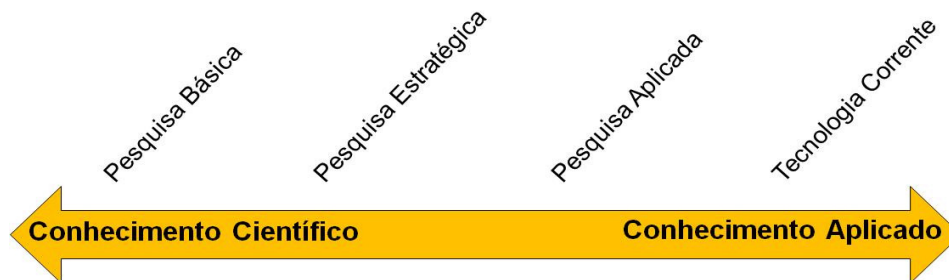 Pesquisa Básica
Pesquisa Estratégica
Pesquisa Aplicada
Tecnologia Corrente
Conhecimento Científico
Conhecimento Aplicado